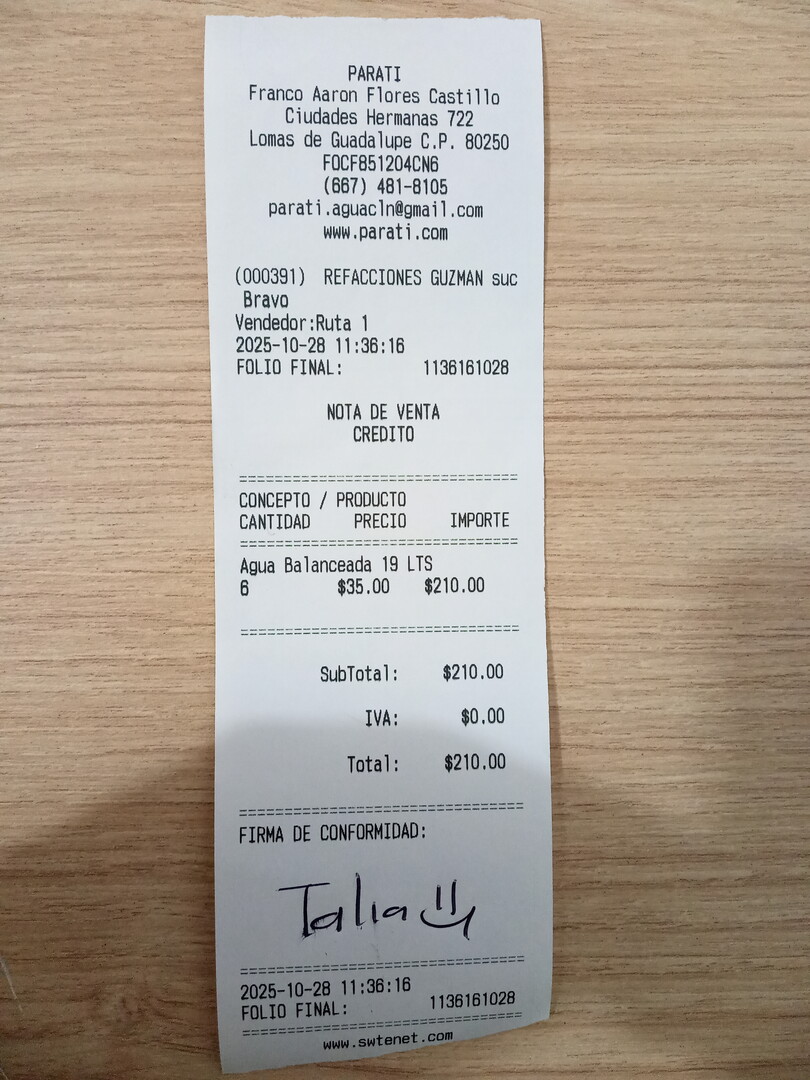 PARATI
Franco Aaron Flores Castillo
Ciudades Hermanas 722
Lomas de Guadalupe C.P. 80250
FOCF851204CN6
(667) 481-8105
parati.aguacln@gmail.com
www.parati.com
(000391) REFACCIONES GUZMAN suc
Bravo
Vendedor:Ruta 1
2025-10-28 11:36:16
FOLIO FINAL: 1136161028
NOTA DE VENTA
CREDITO
===============================
CONCEPTO / PRODUCTO
CANTIDAD PRECIO IMPORTE
===============================
Agua Balanceada 19 LTS
6 $35.00 $210.00
===============================
SubTotal: $210.00
IVA: $0.00
Total: $210.00
===============================
FIRMA DE CONFORMIDAD:
Talia
===============================
2025-10-28 11:36:16
FOLIO FINAL: 1136161028
===============================
www.swtenet.com